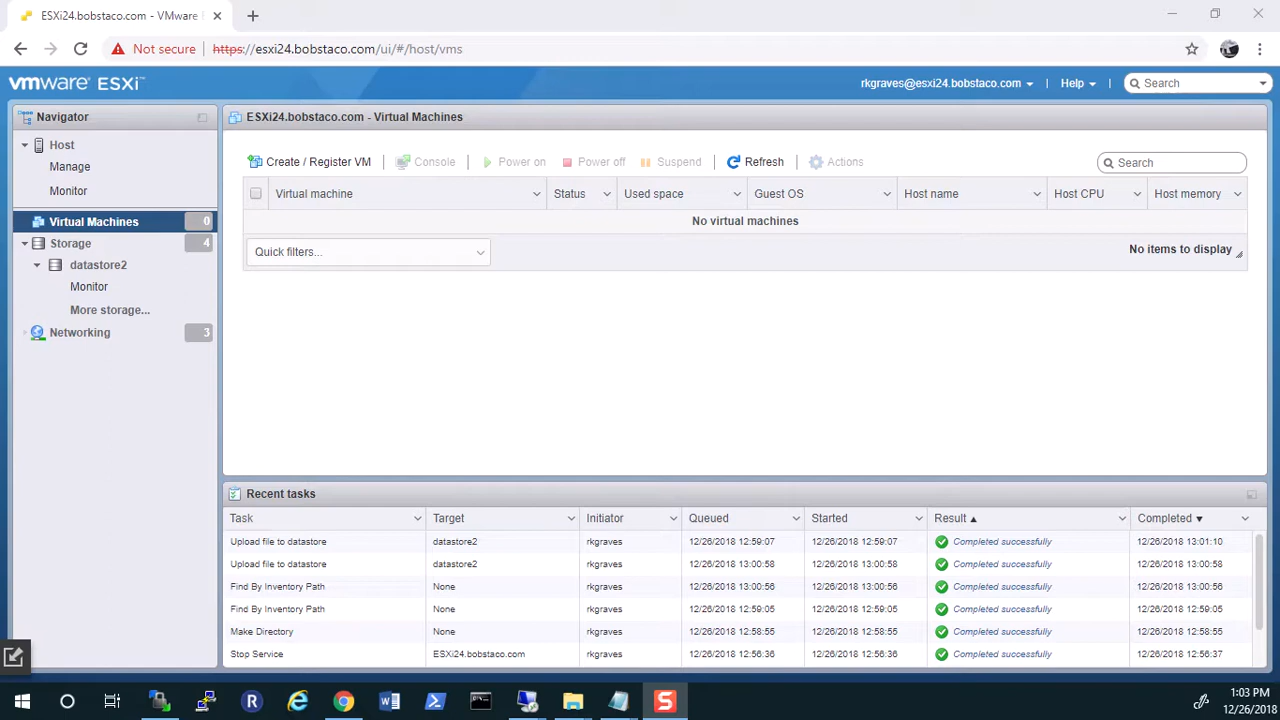 ESXi24.bobstaco.com - VMware
Not secure https://esxi24.bobstaco.com/ui/#/host/vms
vmware ESXi™
rkgraves@esxi24.bobstaco.com | Help | Search
Navigator
Host
Manage
Monitor
Virtual Machines 0
Storage 4
datastore2
Monitor
More storage...
Networking 3
ESXi24.bobstaco.com - Virtual Machines
Create / Register VM | Console Power on Power off Suspend | Refresh Actions Search
Virtual machine Status Used space Guest OS Host name Host CPU Host memory
No virtual machines
Quick filters... No items to display
Recent tasks
Task Target Initiator Queued Started Result ▲ Completed ▼
Upload file to datastore datastore2 rkgraves 12/26/2018 12:59:07 12/26/2018 12:59:07 Completed successfully 12/26/2018 13:01:10
Upload file to datastore datastore2 rkgraves 12/26/2018 13:00:58 12/26/2018 13:00:58 Completed successfully 12/26/2018 13:00:58
Find By Inventory Path None rkgraves 12/26/2018 13:00:56 12/26/2018 13:00:56 Completed successfully 12/26/2018 13:00:56
Find By Inventory Path None rkgraves 12/26/2018 12:59:05 12/26/2018 12:59:05 Completed successfully 12/26/2018 12:59:05
Make Directory None rkgraves 12/26/2018 12:58:55 12/26/2018 12:58:55 Completed successfully 12/26/2018 12:58:55
Stop Service ESXi24.bobstaco.com rkgraves 12/26/2018 12:56:36 12/26/2018 12:56:36 Completed successfully 12/26/2018 12:56:37
1:03 PM
12/26/2018